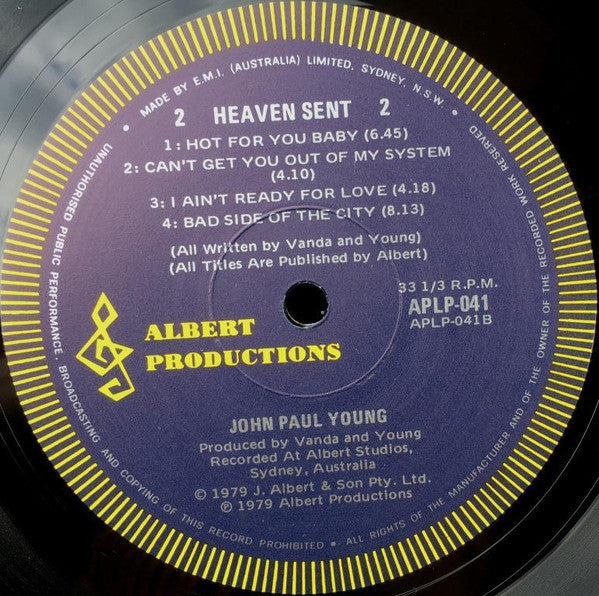 • MADE BY E.M.I. (AUSTRALIA) LIMITED, SYDNEY, N.S.W. •
2 HEAVEN SENT 2
1: HOT FOR YOU BABY (6.45)
2: CAN'T GET YOU OUT OF MY SYSTEM
(4.10)
3: I AIN'T READY FOR LOVE (4.18)
4: BAD SIDE OF THE CITY (8.13)
(All Written by Vanda and Young)
(All Titles Are Published by Albert)
33 1/3 R.P.M.
APLP-041
APLP-041B
ALBERT
PRODUCTIONS
JOHN PAUL YOUNG
Produced by Vanda and Young
Recorded At Albert Studios,
Sydney, Australia
© 1979 J. Albert & Son Pty. Ltd.
℗ 1979 Albert Productions
UNAUTHORISED PUBLIC PERFORMANCE, BROADCASTING AND COPYING OF THIS RECORD PROHIBITED • ALL RIGHTS OF THE MANUFACTURER AND OF THE OWNER OF THE RECORDED WORK RESERVED